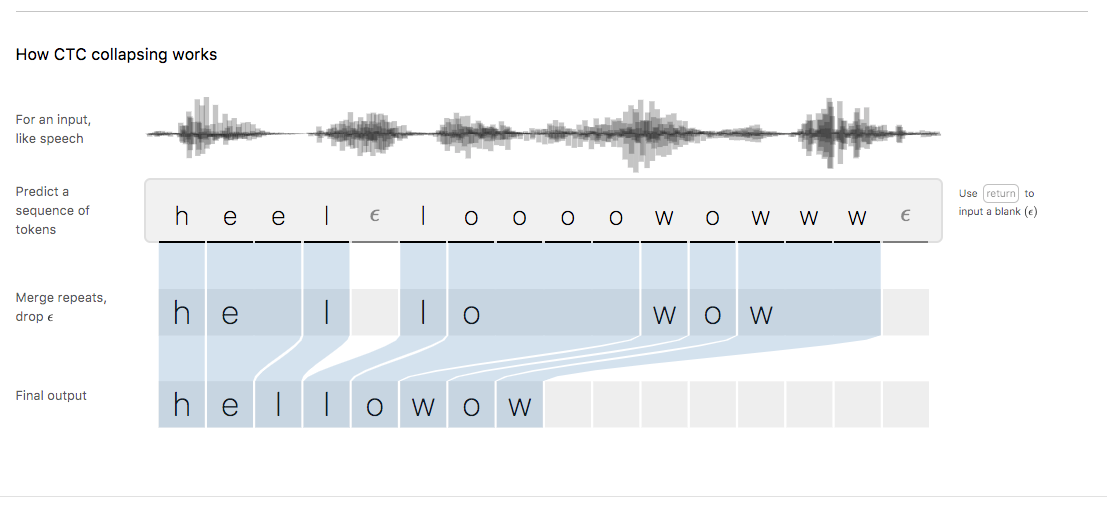 How CTC collapsing works
For an input,
like speech
Predict a
sequence of
tokens
h e e l ϵ l o o o o w o w w w ϵ
Use return to
input a blank (ϵ)
Merge repeats,
drop ϵ
h e l l o w o w
Final output
h e l l o w o w